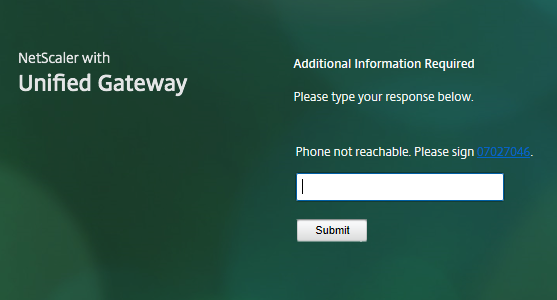 NetScaler with
Unified Gateway
Additional Information Required
Please type your response below.
Phone not reachable. Please sign 07027046.
Submit